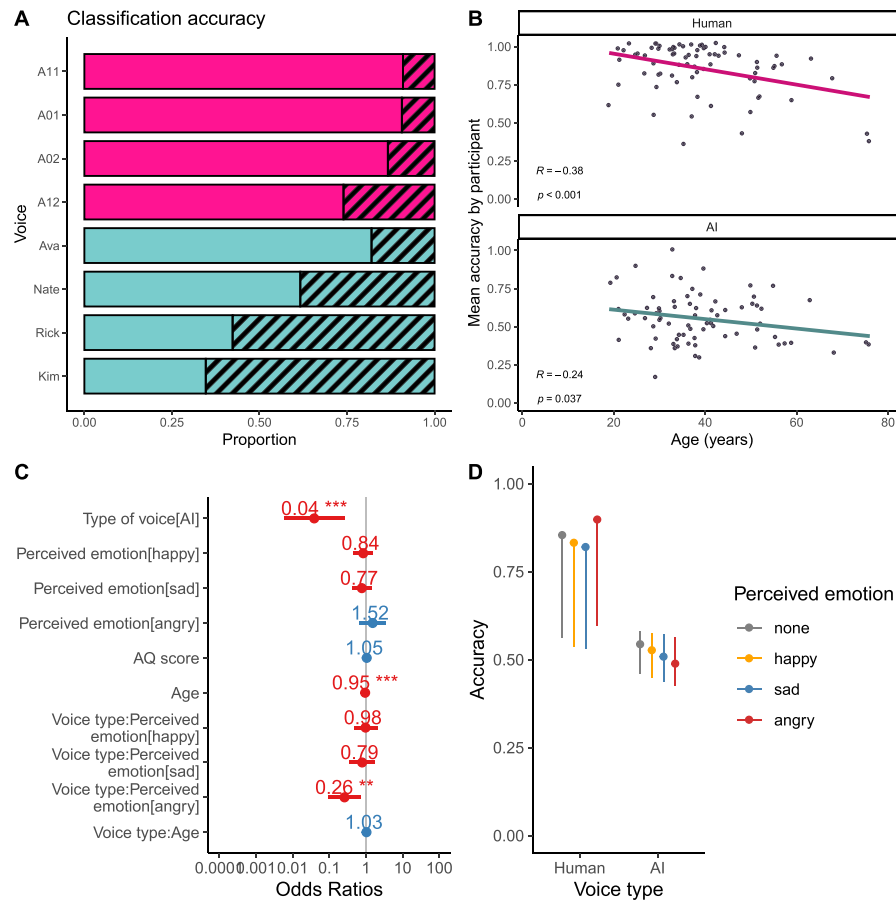 A
Classification accuracy
Voice
A11
A01
A02
A12
Ava
Nate
Rick
Kim
0.00
0.25
0.50
0.75
1.00
Proportion
B
Human
Mean accuracy by participant
1.00
0.75
0.50
0.25
0.00
R = −0.38
p < 0.001
AI
1.00
0.75
0.50
0.25
0.00
R = −0.24
p = 0.037
0
20
40
60
80
Age (years)
C
Type of voice[AI]
Perceived emotion[happy]
Perceived emotion[sad]
Perceived emotion[angry]
AQ score
Age
Voice type:Perceived
emotion[happy]
Voice type:Perceived
emotion[sad]
Voice type:Perceived
emotion[angry]
Voice type:Age
0.04 ***
0.84
0.77
1.52
1.05
0.95 ***
0.98
0.79
0.26 **
1.03
0.0001
0.001
0.01
0.1
1
10
100
Odds Ratios
D
Accuracy
1.00
0.75
0.50
0.25
0.00
Human
AI
Voice type
Perceived emotion
none
happy
sad
angry